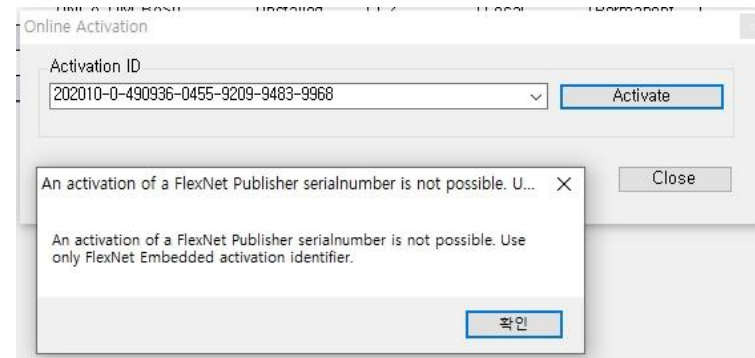 Online Activation
Activation ID
202010-0-490936-0455-9209-9483-9968
Activate
Close
An activation of a FlexNet Publisher serialnumber is not possible. U...
An activation of a FlexNet Publisher serialnumber is not possible. Use
only FlexNet Embedded activation identifier.
확인